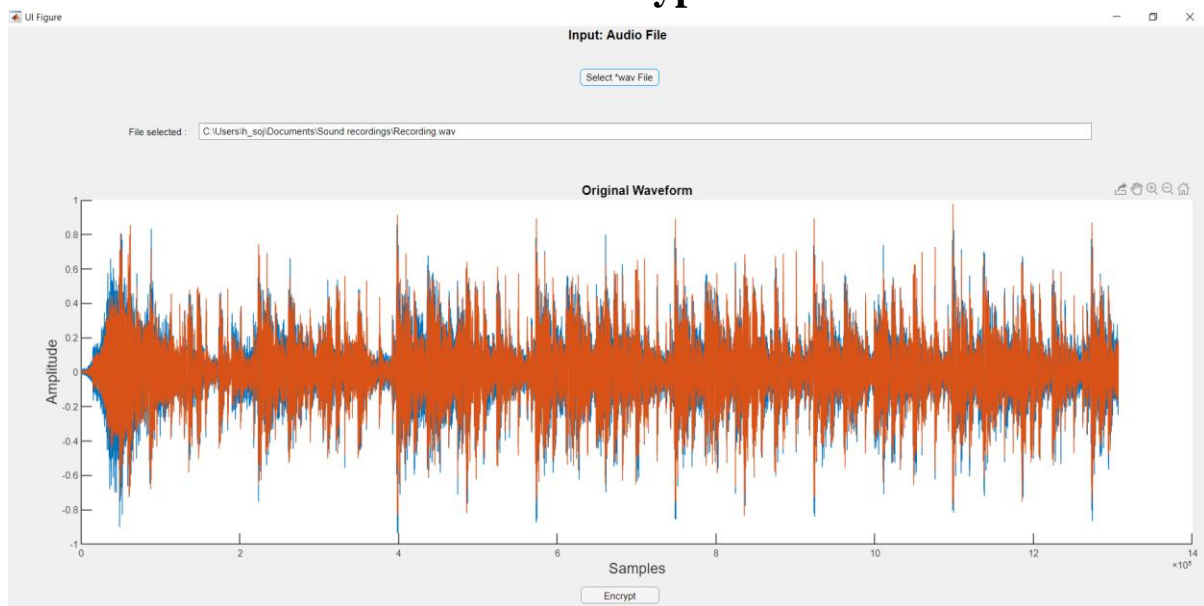 UI Figure
Input: Audio File
Select *wav File
File selected : C:\Users\h_soj\Documents\Sound recordings\Recording.wav
Original Waveform
1
0.8
0.6
0.4
0.2
0
-0.2
-0.4
-0.6
-0.8
-1
Amplitude
0 2 4 6 8 10 12 14
Samples
Encrypt